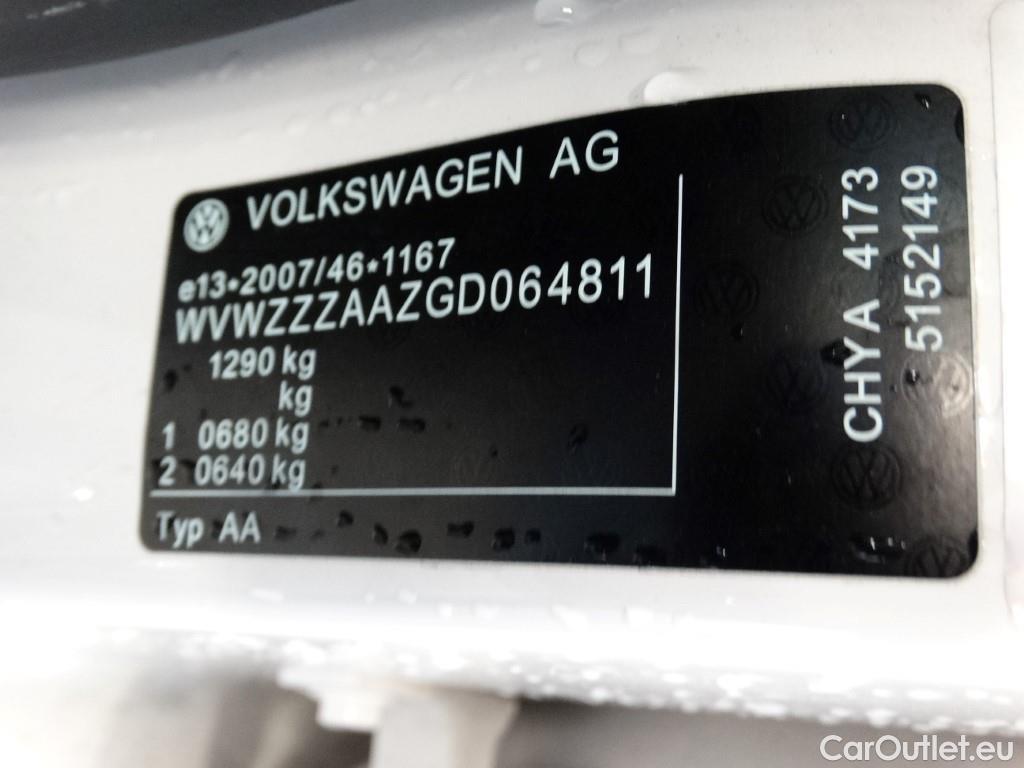 VOLKSWAGEN AG
e13*2007/46*1167
WVWZZZAAZGD064811
1290 kg
kg
1 0680 kg
2 0640 kg
Typ AA
CHYA 4173
5152149
CarOutlet.eu